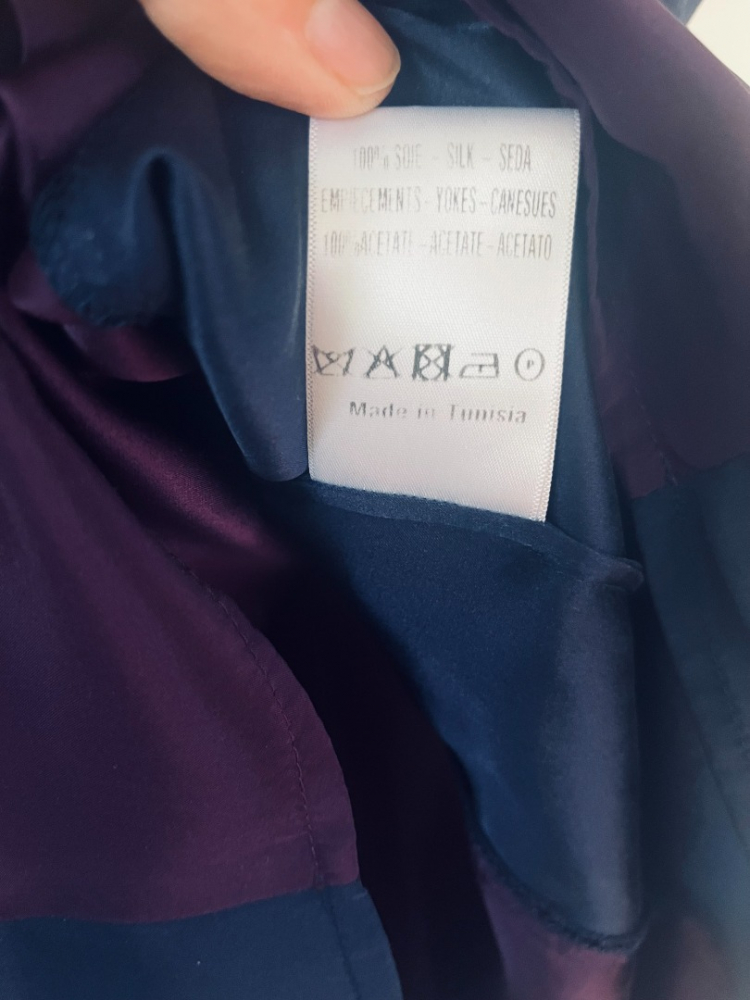 100% SOIE - SILK - SEDA
EMPIECEMENTS-YOKES-CANESUES
100%ACETATE-ACETATE-ACETATO
P
Made in Tunisia